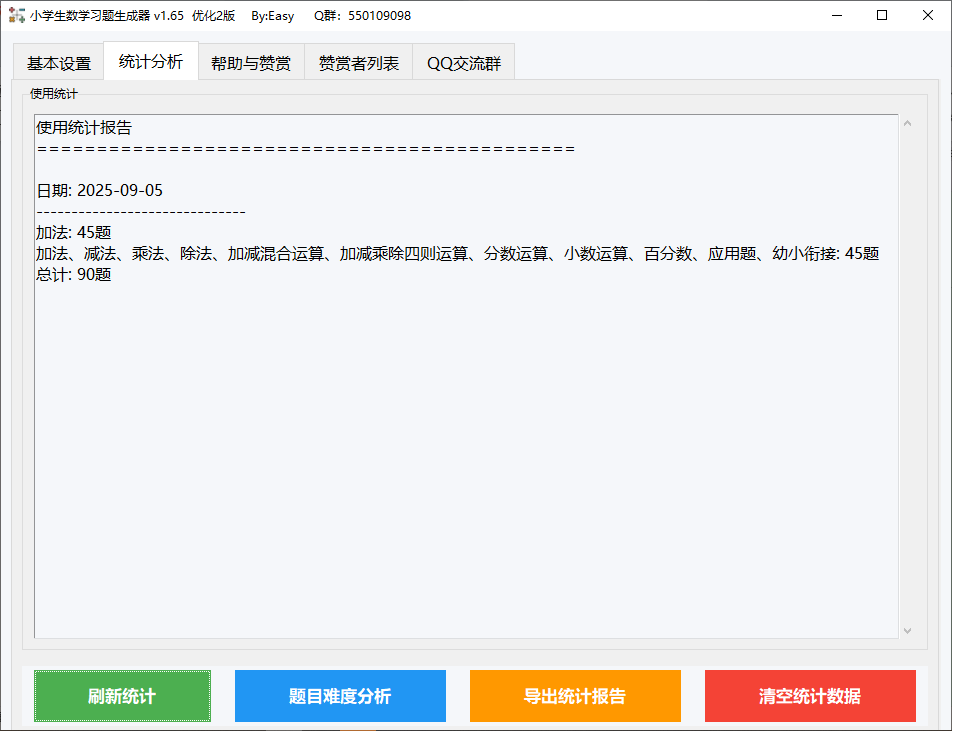 小学生数学习题生成器 v1.65 优化2版 By:Easy Q群：550109098
基本设置 统计分析 帮助与赞赏 赞赏者列表 QQ交流群
使用统计
使用统计报告
=============================================
日期: 2025-09-05
------------------------------
加法: 45题
加法、减法、乘法、除法、加减混合运算、加减乘除四则运算、分数运算、小数运算、百分数、应用题、幼小衔接: 45题
总计: 90题
刷新统计 题目难度分析 导出统计报告 清空统计数据